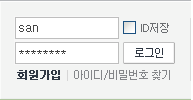 san ID저장
******** 로그인
회원가입 | 아이디/비밀번호 찾기